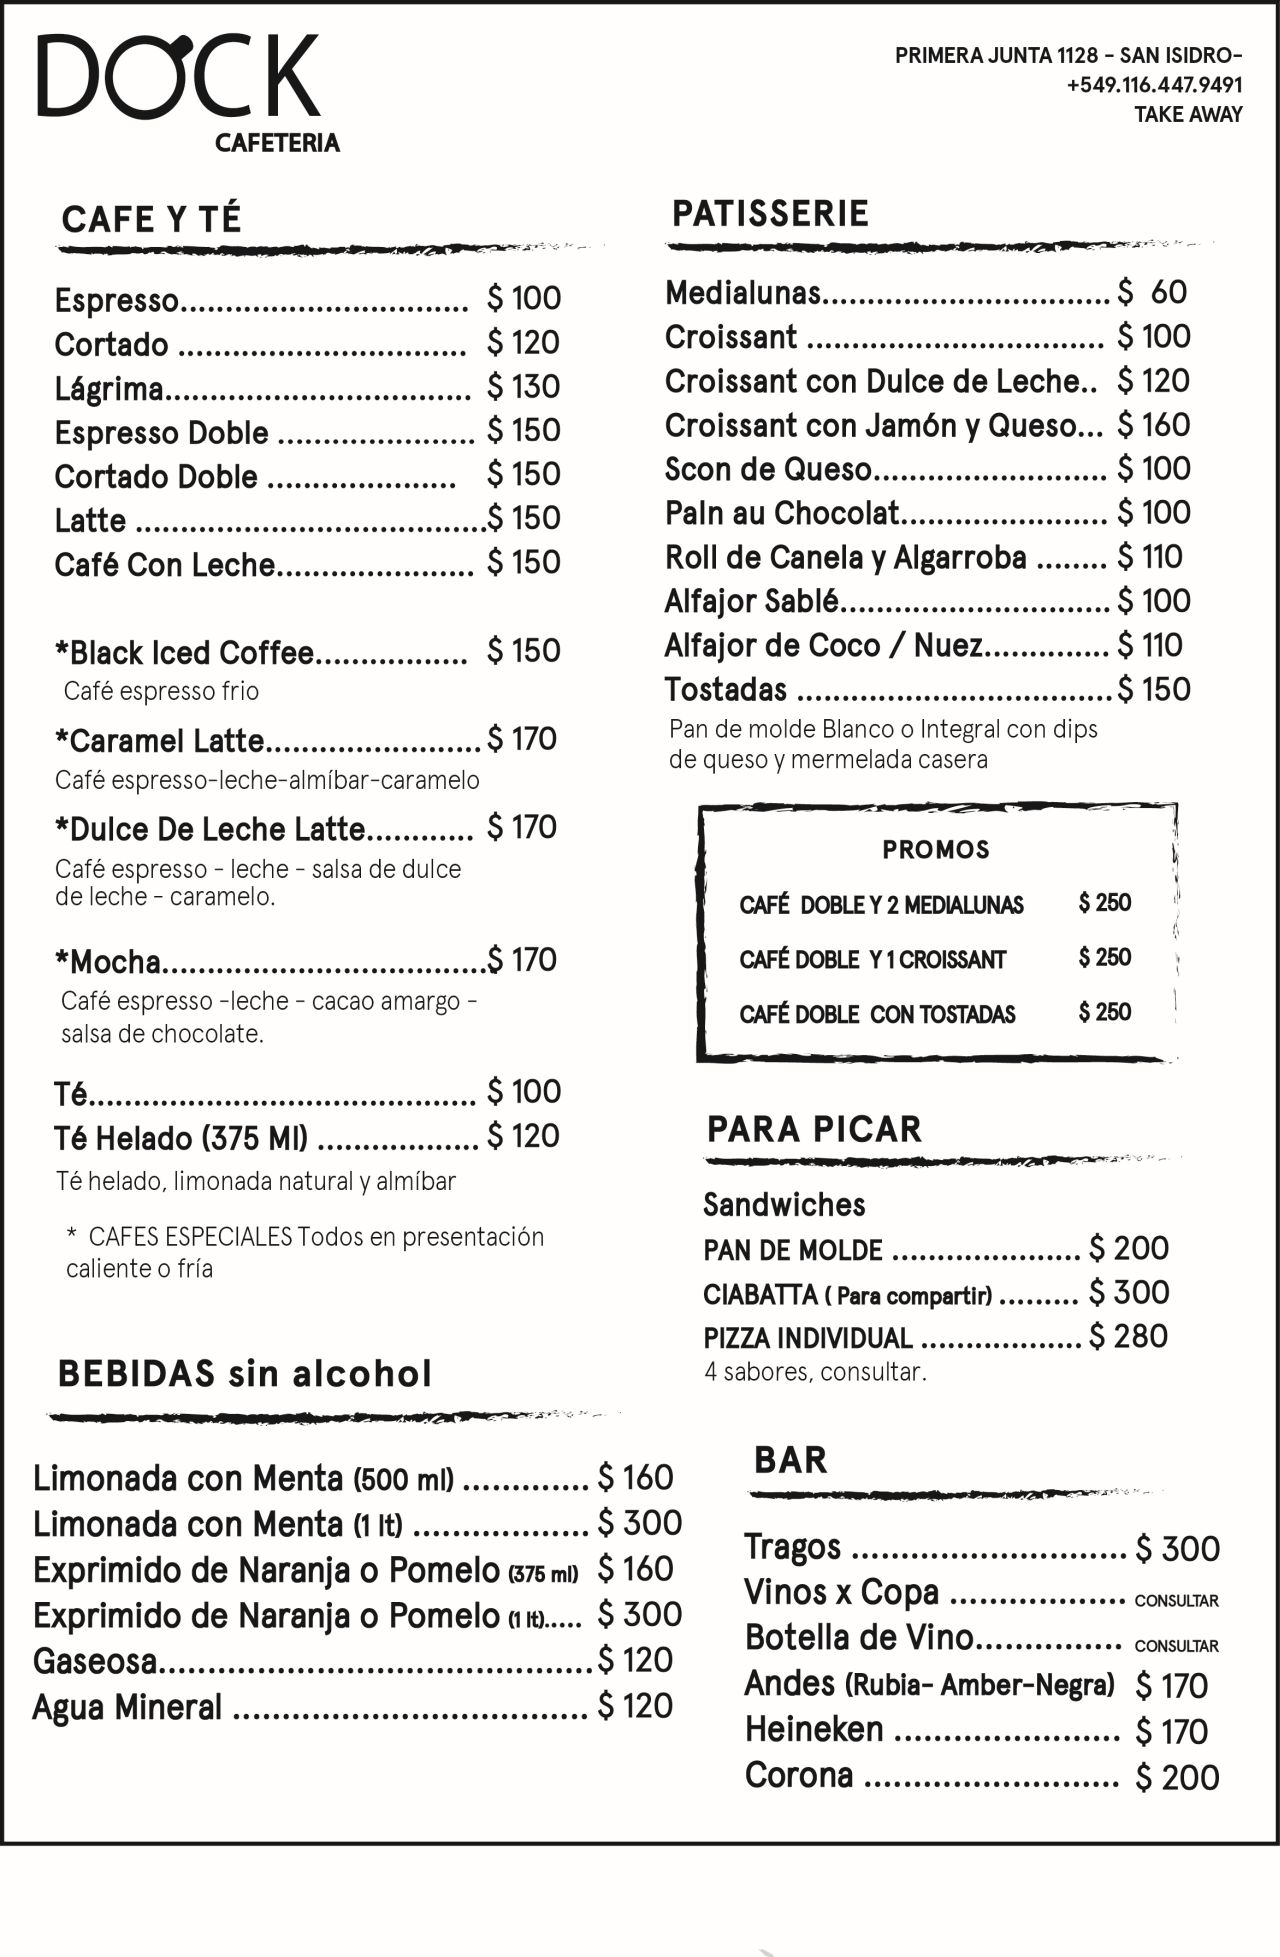 DOCK
CAFETERIA
PRIMERA JUNTA 1128 - SAN ISIDRO-
+549.116.447.9491
TAKE AWAY
CAFE Y TÉ
Espresso................................ $ 100
Cortado ................................ $ 120
Lágrima.................................. $ 130
Espresso Doble ...................... $ 150
Cortado Doble ..................... $ 150
Latte .......................................$ 150
Café Con Leche...................... $ 150
*Black Iced Coffee................. $ 150
Café espresso frio
*Caramel Latte........................ $ 170
Café espresso-leche-almíbar-caramelo
*Dulce De Leche Latte............ $ 170
Café espresso - leche - salsa de dulce
de leche - caramelo.
*Mocha.....................................$ 170
Café espresso -leche - cacao amargo -
salsa de chocolate.
Té........................................... $ 100
Té Helado (375 Ml) .................. $ 120
Té helado, limonada natural y almíbar
* CAFES ESPECIALES Todos en presentación
caliente o fría
BEBIDAS sin alcohol
Limonada con Menta (500 ml) ............. $ 160
Limonada con Menta (1 lt) .................. $ 300
Exprimido de Naranja o Pomelo (375 ml) $ 160
Exprimido de Naranja o Pomelo (1 lt)..... $ 300
Gaseosa............................................$ 120
Agua Mineral .................................... $ 120
PATISSERIE
Medialunas................................ $ 60
Croissant ................................. $ 100
Croissant con Dulce de Leche.. $ 120
Croissant con Jamón y Queso... $ 160
Scon de Queso.......................... $ 100
PaIn au Chocolat....................... $ 100
Roll de Canela y Algarroba ........ $ 110
Alfajor Sablé.............................. $ 100
Alfajor de Coco / Nuez.............. $ 110
Tostadas ...................................$ 150
Pan de molde Blanco o Integral con dips
de queso y mermelada casera
PROMOS
CAFÉ DOBLE Y 2 MEDIALUNAS $ 250
CAFÉ DOBLE Y 1 CROISSANT $ 250
CAFÉ DOBLE CON TOSTADAS $ 250
PARA PICAR
Sandwiches
PAN DE MOLDE ..................... $ 200
CIABATTA ( Para compartir) ......... $ 300
PIZZA INDIVIDUAL .................. $ 280
4 sabores, consultar.
BAR
Tragos ............................ $ 300
Vinos x Copa .................. CONSULTAR
Botella de Vino............... CONSULTAR
Andes (Rubia- Amber-Negra) $ 170
Heineken ....................... $ 170
Corona .......................... $ 200